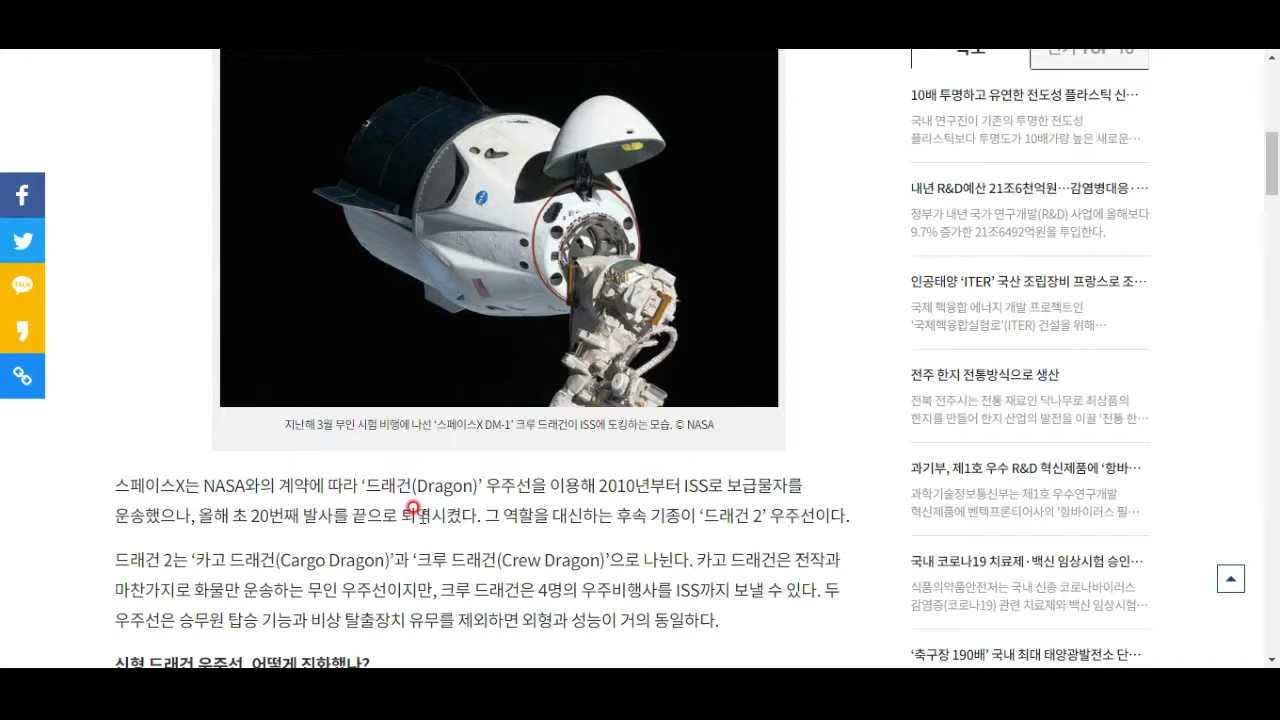 지난해 3월 무인 시험 비행에 나선 ‘스페이스X DM-1’ 크루 드래건이 ISS에 도킹하는 모습. © NASA
스페이스X는 NASA와의 계약에 따라 ‘드래건(Dragon)’ 우주선을 이용해 2010년부터 ISS로 보급물자를
운송했으나, 올해 초 20번째 발사를 끝으로 퇴역시켰다. 그 역할을 대신하는 후속 기종이 ‘드래건 2’ 우주선이다.
드래건 2는 ‘카고 드래건(Cargo Dragon)’과 ‘크루 드래건(Crew Dragon)’으로 나뉜다. 카고 드래건은 전작과
마찬가지로 화물만 운송하는 무인 우주선이지만, 크루 드래건은 4명의 우주비행사를 ISS까지 보낼 수 있다. 두
우주선은 승무원 탑승 기능과 비상 탈출장치 유무를 제외하면 외형과 성능이 거의 동일하다.
신형 드래건 우주선, 어떻게 진화했나?
TALK
10배 투명하고 유연한 전도성 플라스틱 신…
국내 연구진이 기존의 투명한 전도성
플라스틱보다 투명도가 10배가량 높은 새로운…
내년 R&D예산 21조6천억원…감염병대응·…
정부가 내년 국가 연구개발(R&D) 사업에 올해보다
9.7% 증가한 21조6492억원을 투입한다.
인공태양 ‘ITER’ 국산 조립장비 프랑스로 조…
국제 핵융합 에너지 개발 프로젝트인
'국제핵융합실험로'(ITER) 건설을 위해…
전주 한지 전통방식으로 생산
전북 전주시는 전통 재료인 닥나무로 최상품의
한지를 만들어 한지 산업의 발전을 이끌 '전통 한…
과기부, 제1호 우수 R&D 혁신제품에 ‘항바…
과학기술정보통신부는 제1호 우수연구개발
혁신제품에 벤텍프론티어사의 '항바이러스 필…
국내 코로나19 치료제·백신 임상시험 승인…
식품의약품안전처는 국내 신종 코로나바이러스
감염증(코로나19) 관련 치료제와 백신 임상시험…
‘축구장 190배’ 국내 최대 태양광발전소 단…